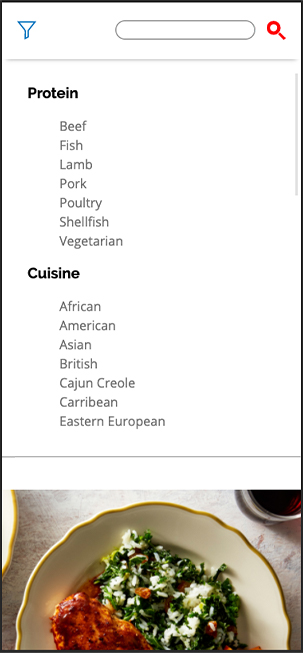 Protein
Beef
Fish
Lamb
Pork
Poultry
Shellfish
Vegetarian
Cuisine
African
American
Asian
British
Cajun Creole
Carribean
Eastern European